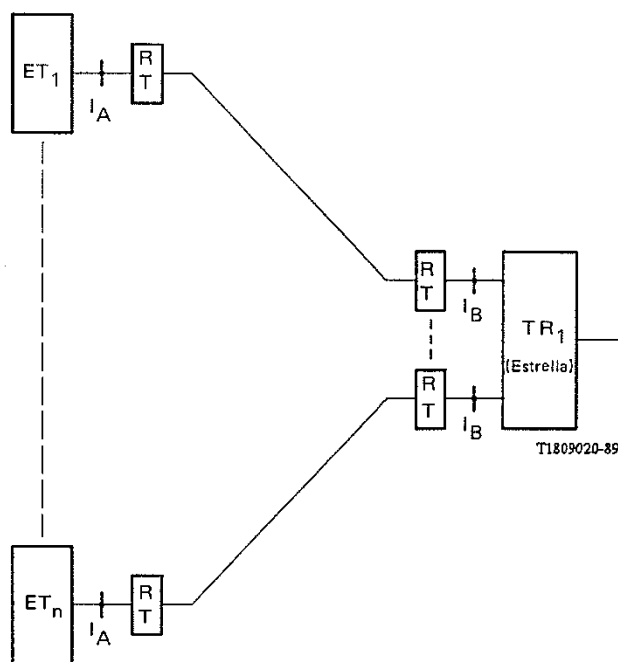 ET1
IA
R
T
R
T
IB
TR1
(Estrella)
R
T
IB
T1809020-89
ETn
IA
R
T